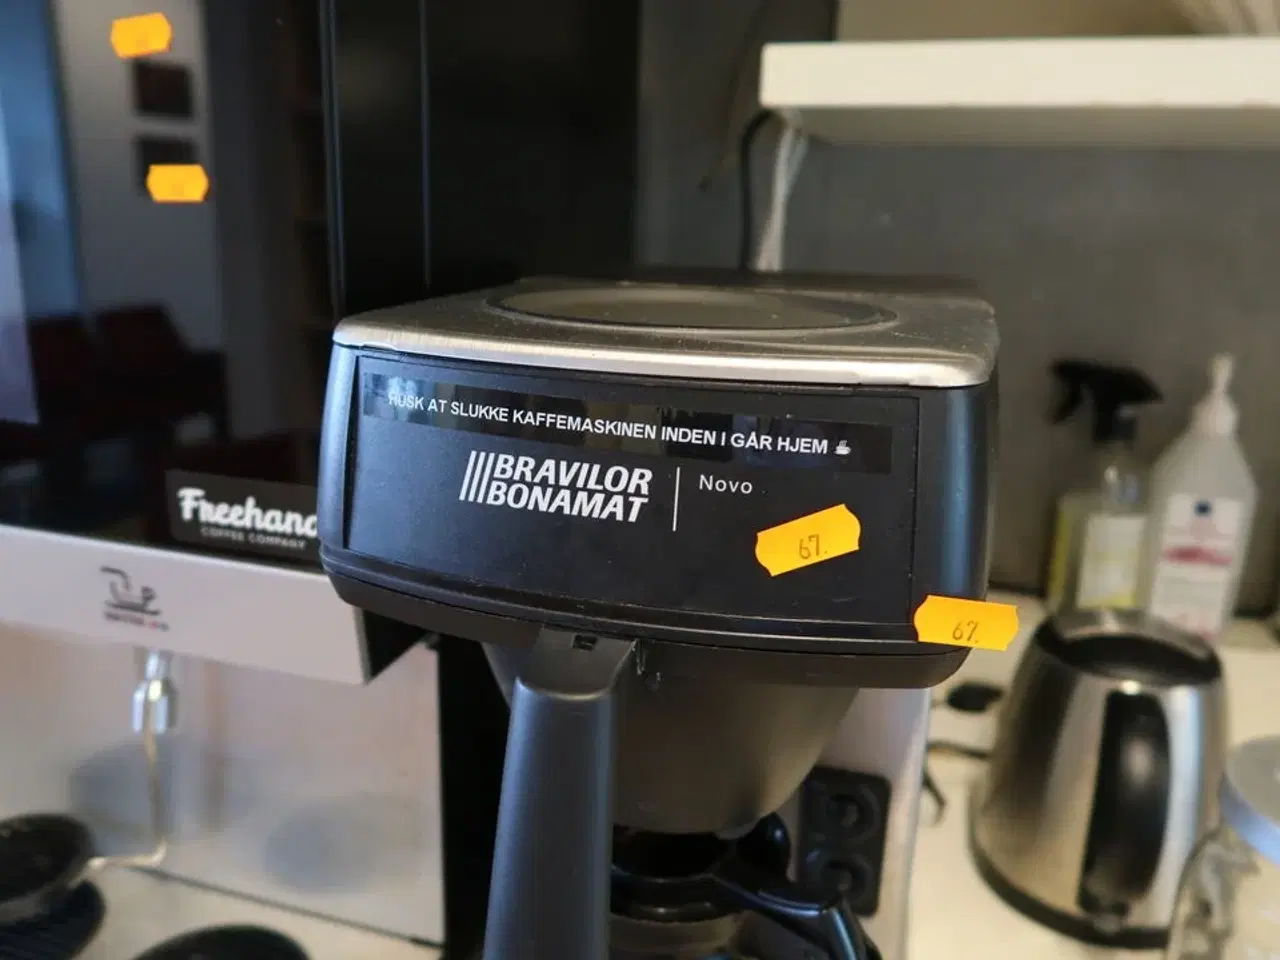 HUSK AT SLUKKE KAFFEMASKINEN INDEN I GÅR HJEM ☕
BRAVILOR
BONAMAT
Novo
67.
67.
Freehand
COFFEE COMPANY